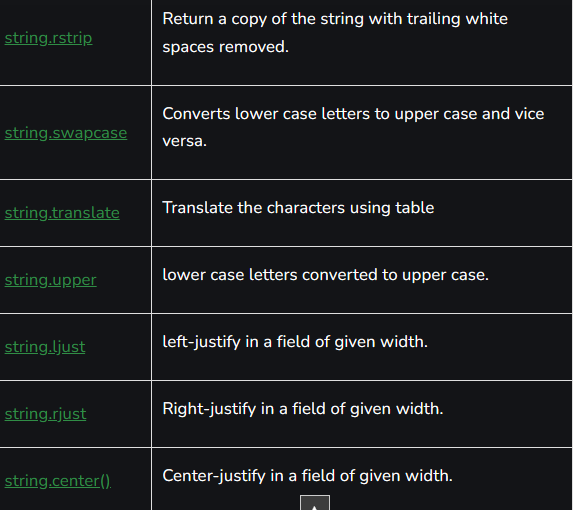 string.rstrip
Return a copy of the string with trailing white
spaces removed.
string.swapcase
Converts lower case letters to upper case and vice
versa.
string.translate
Translate the characters using table
string.upper
lower case letters converted to upper case.
string.ljust
left-justify in a field of given width.
string.rjust
Right-justify in a field of given width.
string.center()
Center-justify in a field of given width.